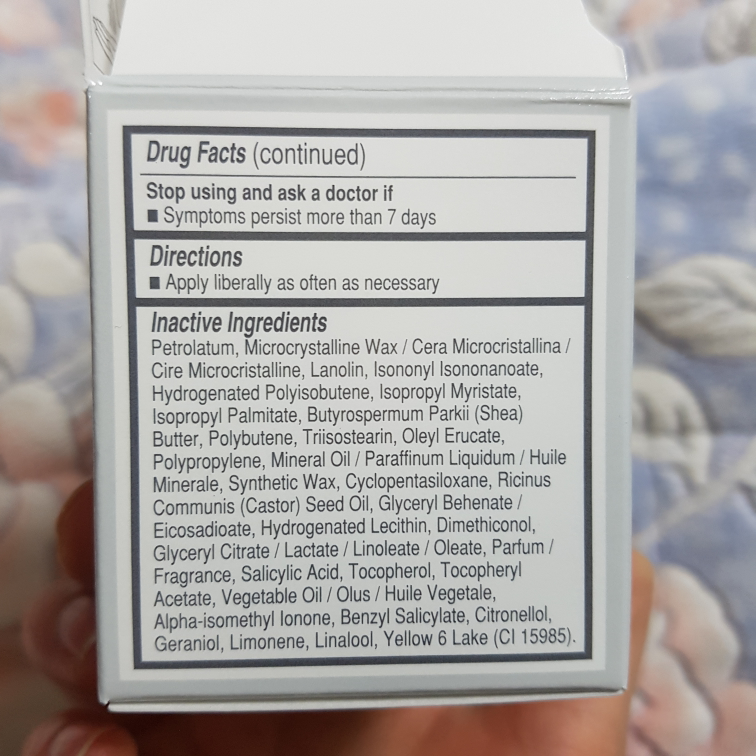 Drug Facts (continued)
Stop using and ask a doctor if
■ Symptoms persist more than 7 days
Directions
■ Apply liberally as often as necessary
Inactive Ingredients
Petrolatum, Microcrystalline Wax / Cera Microcristallina /
Cire Microcristalline, Lanolin, Isononyl Isononanoate,
Hydrogenated Polyisobutene, Isopropyl Myristate,
Isopropyl Palmitate, Butyrospermum Parkii (Shea)
Butter, Polybutene, Triisostearin, Oleyl Erucate,
Polypropylene, Mineral Oil / Paraffinum Liquidum / Huile
Minerale, Synthetic Wax, Cyclopentasiloxane, Ricinus
Communis (Castor) Seed Oil, Glyceryl Behenate /
Eicosadioate, Hydrogenated Lecithin, Dimethiconol,
Glyceryl Citrate / Lactate / Linoleate / Oleate, Parfum /
Fragrance, Salicylic Acid, Tocopherol, Tocopheryl
Acetate, Vegetable Oil / Olus / Huile Vegetale,
Alpha-isomethyl Ionone, Benzyl Salicylate, Citronellol,
Geraniol, Limonene, Linalool, Yellow 6 Lake (CI 15985).